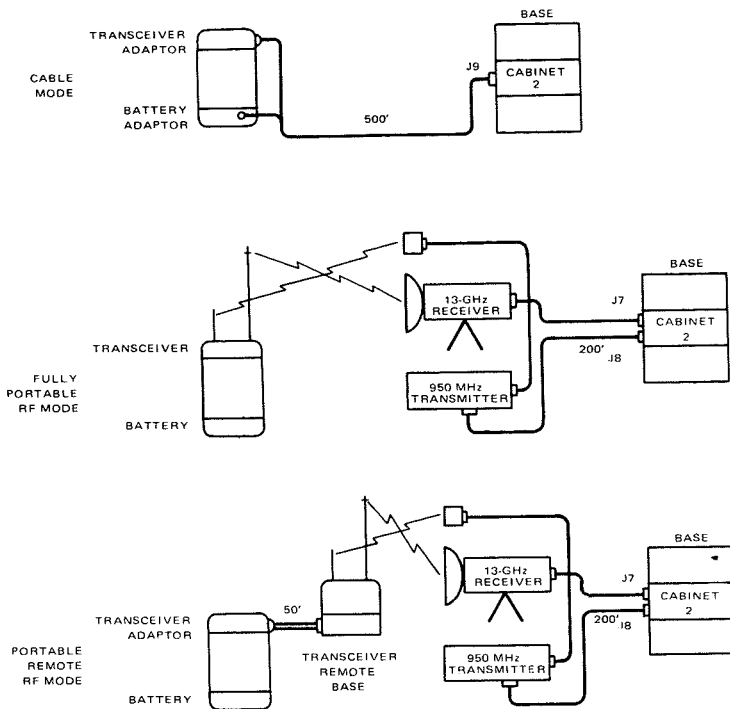 BASE
TRANSCEIVER
ADAPTOR
J9
CABINET
2
CABLE
MODE
BATTERY
ADAPTOR
500'
BASE
13-GHz
RECEIVER
J7
CABINET
2
200'
J8
TRANSCEIVER
FULLY
PORTABLE
RF MODE
950 MHz
TRANSMITTER
BATTERY
BASE
13-GHz
RECEIVER
J7
CABINET
2
200'
J8
50'
TRANSCEIVER
ADAPTOR
PORTABLE
REMOTE
RF MODE
TRANSCEIVER
REMOTE
BASE
950 MHz
TRANSMITTER
BATTERY